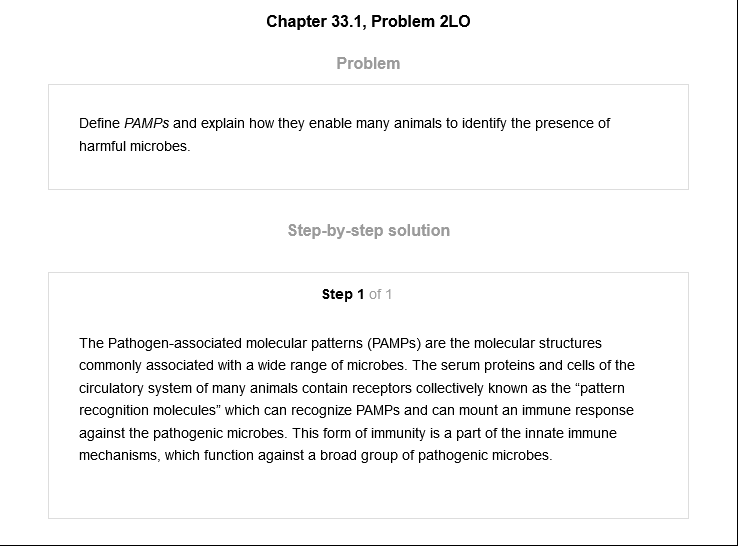 Chapter 33.1, Problem 2LO
Problem
Define PAMPs and explain how they enable many animals to identify the presence of
harmful microbes.
Step-by-step solution
Step 1 of 1
The Pathogen-associated molecular patterns (PAMPs) are the molecular structures
commonly associated with a wide range of microbes. The serum proteins and cells of the
circulatory system of many animals contain receptors collectively known as the “pattern
recognition molecules” which can recognize PAMPs and can mount an immune response
against the pathogenic microbes. This form of immunity is a part of the innate immune
mechanisms, which function against a broad group of pathogenic microbes.